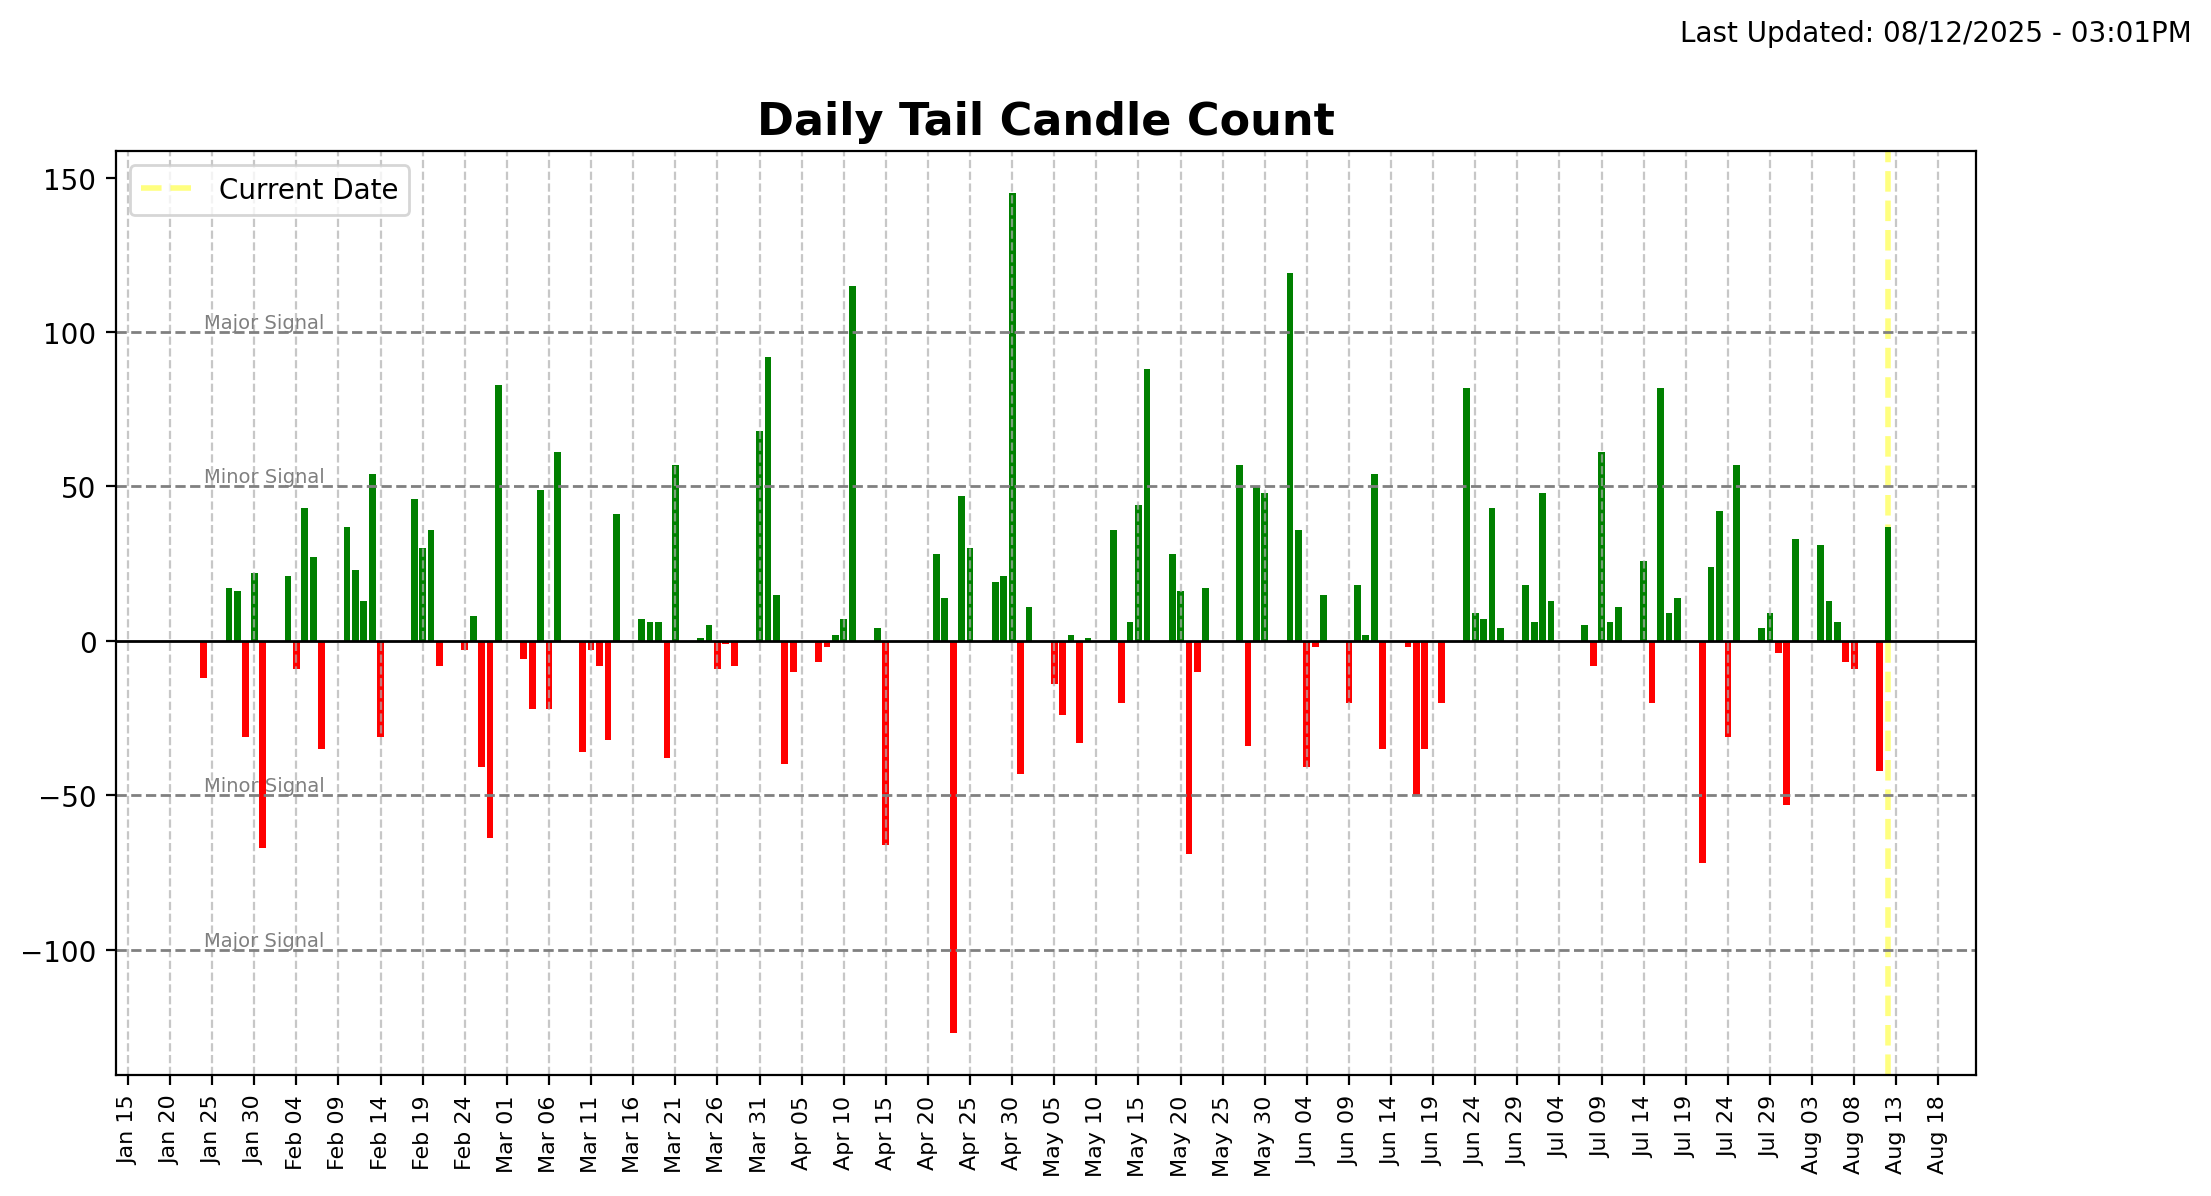 Last Updated: 08/12/2025 - 03:01PM
Daily Tail Candle Count
Current Date
150
100
50
0
−50
−100
Major Signal
Minor Signal
Minor Signal
Major Signal
Jan 15
Jan 20
Jan 25
Jan 30
Feb 04
Feb 09
Feb 14
Feb 19
Feb 24
Mar 01
Mar 06
Mar 11
Mar 16
Mar 21
Mar 26
Mar 31
Apr 05
Apr 10
Apr 15
Apr 20
Apr 25
Apr 30
May 05
May 10
May 15
May 20
May 25
May 30
Jun 04
Jun 09
Jun 14
Jun 19
Jun 24
Jun 29
Jul 04
Jul 09
Jul 14
Jul 19
Jul 24
Jul 29
Aug 03
Aug 08
Aug 13
Aug 18